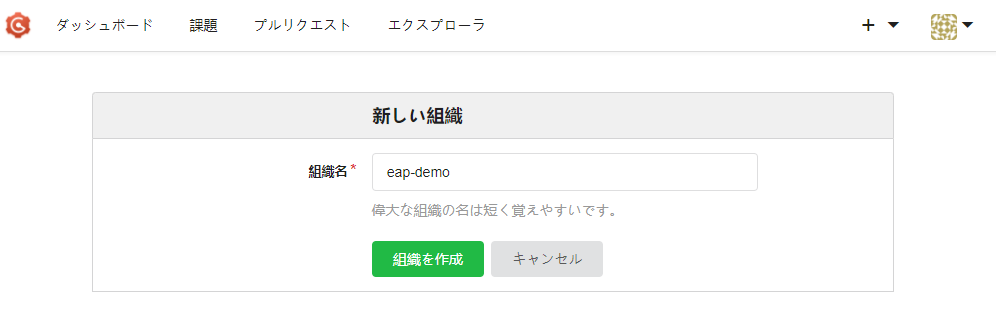 ダッシュボード 課題 プルリクエスト エクスプローラ
新しい組織
組織名*
eap-demo
偉大な組織の名は短く覚えやすいです。
組織を作成 キャンセル